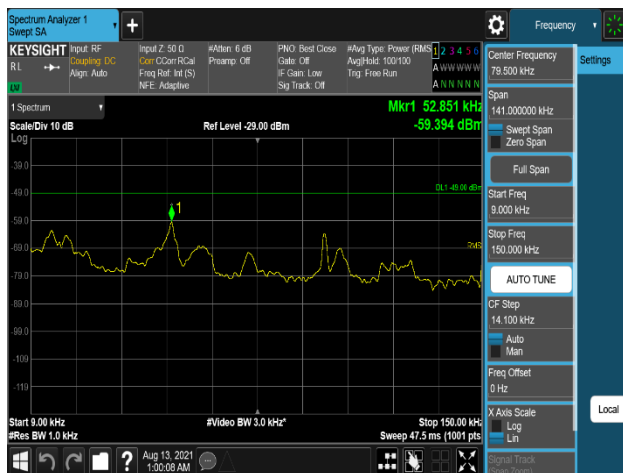 Spectrum Analyzer 1
Swept SA
Frequency
KEYSIGHT
R L
LXI
Input: RF
Coupling: DC
Align: Auto
Input Z: 50 Ω
Corr CCorr RCal
Freq Ref: Int (S)
NFE: Adaptive
#Atten: 6 dB
Preamp: Off
PNO: Best Close
Gate: Off
IF Gain: Low
Sig Track: Off
#Avg Type: Power (RMS
Avg|Hold: 100/100
Trig: Free Run
1 2 3 4 5 6
A W W W W W
A N N N N N
1 Spectrum
Scale/Div 10 dB
Ref Level -29.00 dBm
Mkr1 52.851 kHz
-59.394 dBm
Log
-39.0
-49.0
-59.0
-69.0
-79.0
-89.0
-99.0
-109
-119
DL1 -49.00 dBm
1
RMS
Start 9.00 kHz
#Res BW 1.0 kHz
#Video BW 3.0 kHz*
Stop 150.00 kHz
Sweep 47.5 ms (1001 pts)
Aug 13, 2021
1:00:08 AM
Center Frequency
79.500 kHz
Span
141.000000 kHz
Swept Span
Zero Span
Full Span
Start Freq
9.000 kHz
Stop Freq
150.000 kHz
AUTO TUNE
CF Step
14.100 kHz
Auto
Man
Freq Offset
0 Hz
X Axis Scale
Log
Lin
Signal Track
(Span Zoom)
Settings
Local